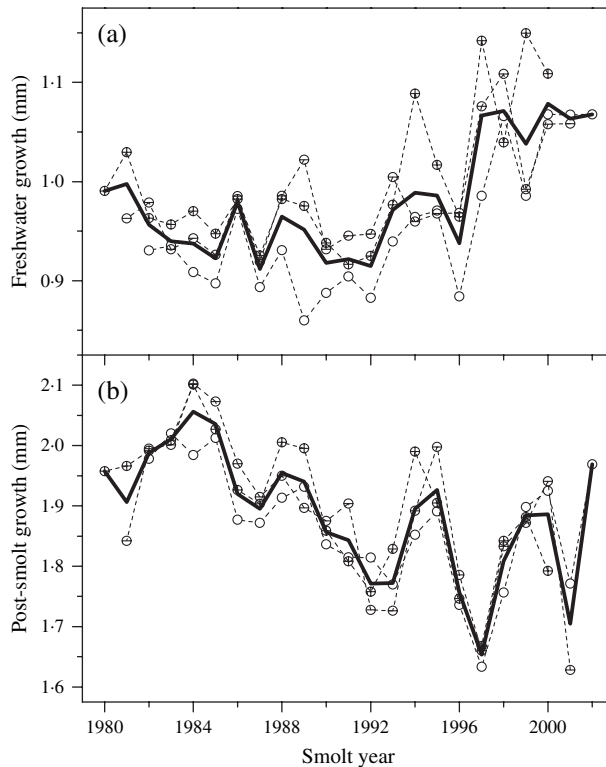 (a)
Freshwater growth (mm)
1·1
1·0
0·9
(b)
Post-smolt growth (mm)
2·1
2·0
1·9
1·8
1·7
1·6
1980 1984 1988 1992 1996 2000
Smolt year